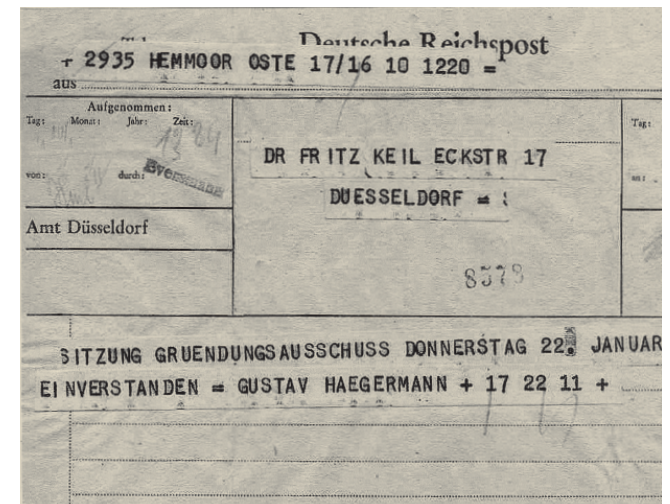 Deutsche Reichspost
+ 2935 HEMMOOR OSTE 17/16 10 1220 =
aus
Aufgenommen:
Tag: Monat: Jahr: Zeit:
von: durch:
Amt Düsseldorf
DR FRITZ KEIL ECKSTR 17
DUESSELDORF =
Tag:
an:
SITZUNG GRUENDUNGSAUSSCHUSS DONNERSTAG 22. JANUAR
EINVERSTANDEN = GUSTAV HAEGERMANN + 17 22 11 +